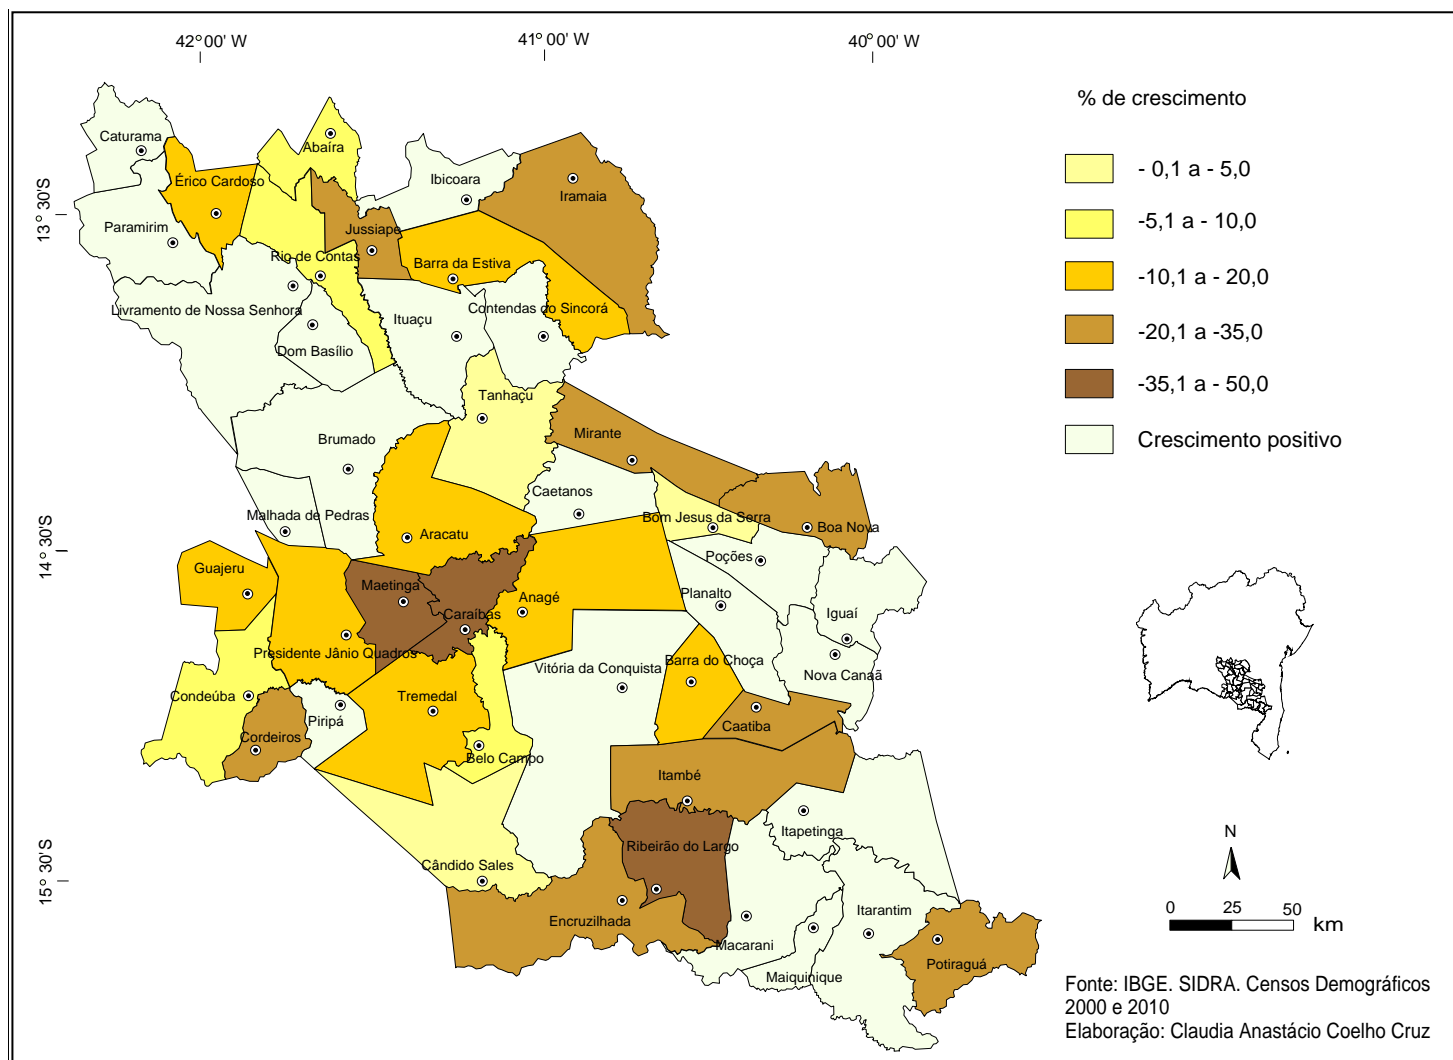 42°00' W
41°00' W
40°00' W
13°30'S
14°30'S
15°30'S
Caturama
Abaíra
Érico Cardoso
Ibicoara
Iramaia
Paramirim
Jussiape
Rio de Contas
Barra da Estiva
Livramento de Nossa Senhora
Ituaçu
Contendas do Sincorá
Dom Basílio
Tanhaçu
Brumado
Mirante
Caetanos
Malhada de Pedras
Bom Jesus da Serra
Boa Nova
Aracatu
Poções
Guajeru
Maetinga
Anagé
Planalto
Caraíbas
Iguaí
Presidente Jânio Quadros
Vitória da Conquista
Barra do Choça
Nova Canaã
Condeúba
Tremedal
Piripá
Caatiba
Cordeiros
Belo Campo
Itambé
Itapetinga
Ribeirão do Largo
Cândido Sales
Encruzilhada
Itarantim
Macarani
Potiraguá
Maiquinique
% de crescimento
- 0,1 a - 5,0
-5,1 a - 10,0
-10,1 a - 20,0
-20,1 a -35,0
-35,1 a - 50,0
Crescimento positivo
N
0 25 50 km
Fonte: IBGE. SIDRA. Censos Demográficos
2000 e 2010
Elaboração: Claudia Anastácio Coelho Cruz